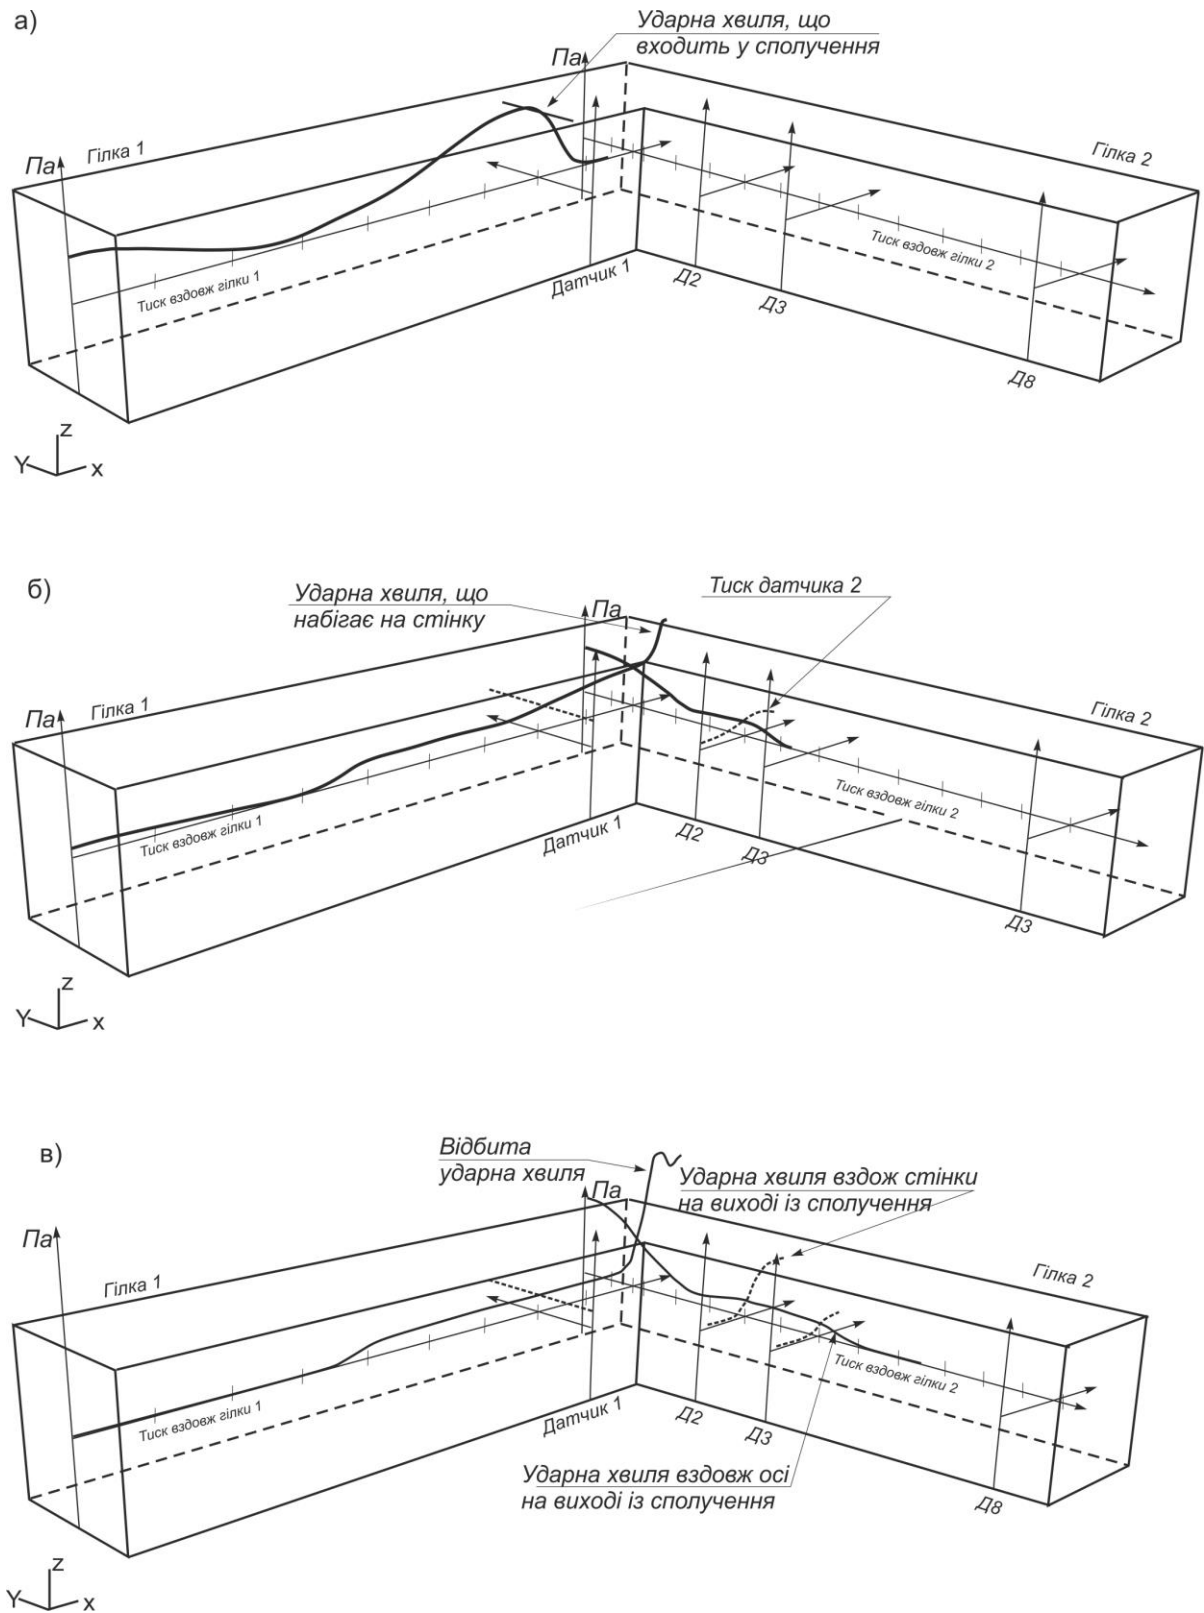 а)
Ударна хвиля, що
входить у сполучення
Па
Гілка 1
Па
Гілка 2
Тиск вздовж гілки 1
Тиск вздовж гілки 2
Датчик 1
Д2
Д3
Д8
Z
Y
x
б)
Ударна хвиля, що
набігає на стінку
Тиск датчика 2
Па
Гілка 1
Па
Гілка 2
Тиск вздовж гілки 1
Тиск вздовж гілки 2
Датчик 1
Д2
Д3
Д3
Z
Y
x
в)
Відбита
ударна хвиля
Ударна хвиля вздож стінки
на виході із сполучення
Па
Па
Гілка 1
Гілка 2
Тиск вздовж гілки 1
Тиск вздовж гілки 2
Датчик 1
Д2
Д3
Ударна хвиля вздовж осі
на виході із сполучення
Д8
Z
Y
x